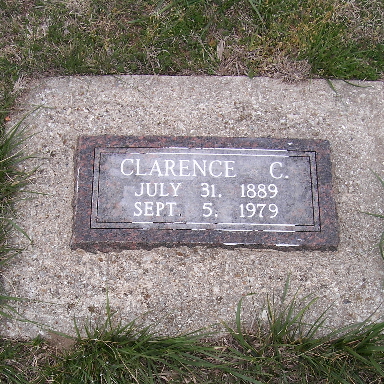 CLARENCE C.
JULY 31, 1889
SEPT. 5, 1979